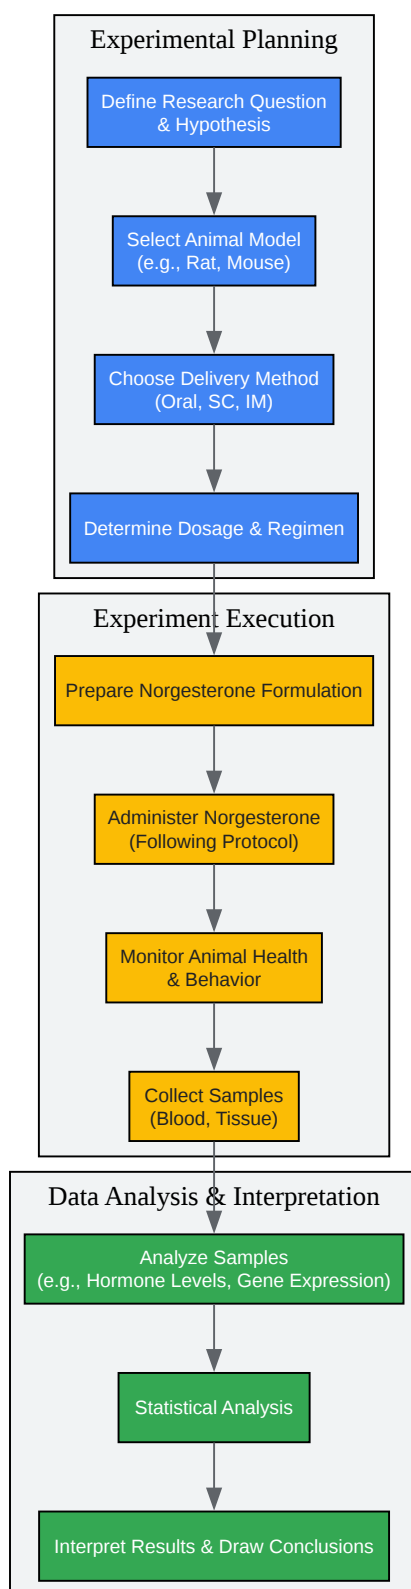 Experimental Planning
Define Research Question
& Hypothesis
Select Animal Model
(e.g., Rat, Mouse)
Choose Delivery Method
(Oral, SC, IM)
Determine Dosage & Regimen
Experiment Execution
Prepare Norgesterone Formulation
Administer Norgesterone
(Following Protocol)
Monitor Animal Health
& Behavior
Collect Samples
(Blood, Tissue)
Data Analysis & Interpretation
Analyze Samples
(e.g., Hormone Levels, Gene Expression)
Statistical Analysis
Interpret Results & Draw Conclusions